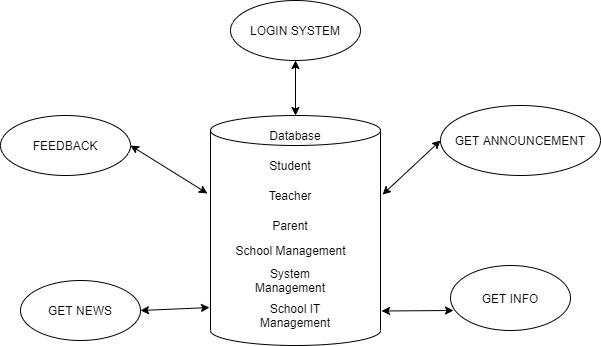 LOGIN SYSTEM
Database
FEEDBACK
GET ANNOUNCEMENT
Student
Teacher
Parent
School Management
System
Management
GET NEWS
School IT
Management
GET INFO